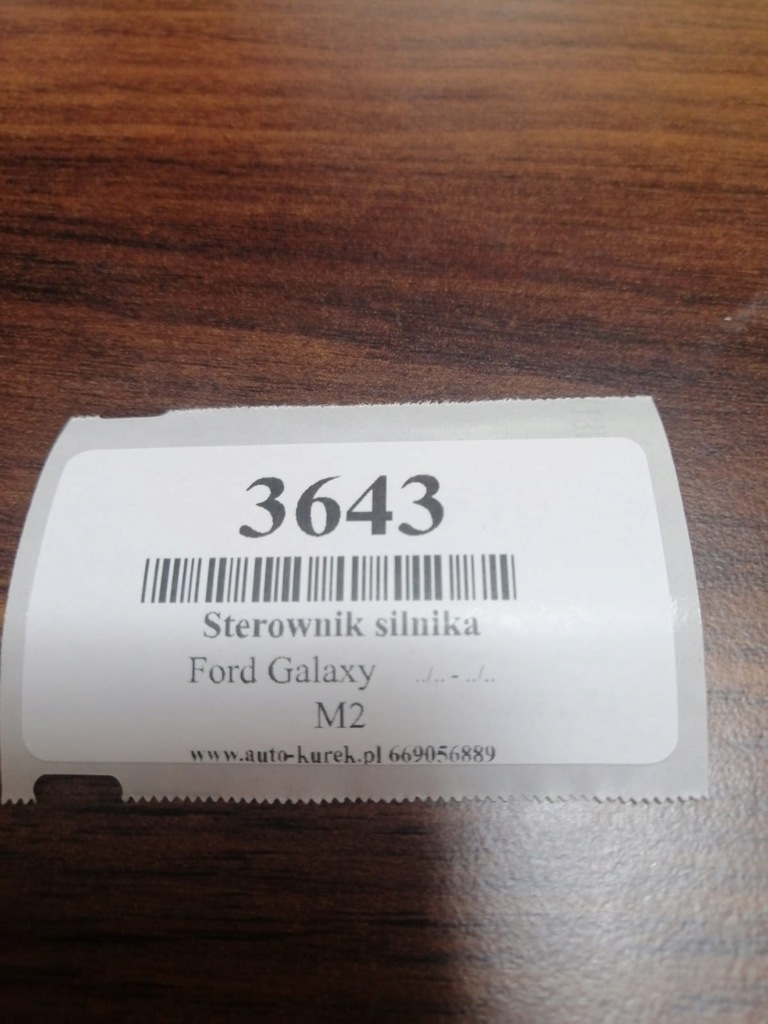 3643
Sterownik silnika
Ford Galaxy ../.. - ../..
M2
www.auto-kurek.pl 669056889